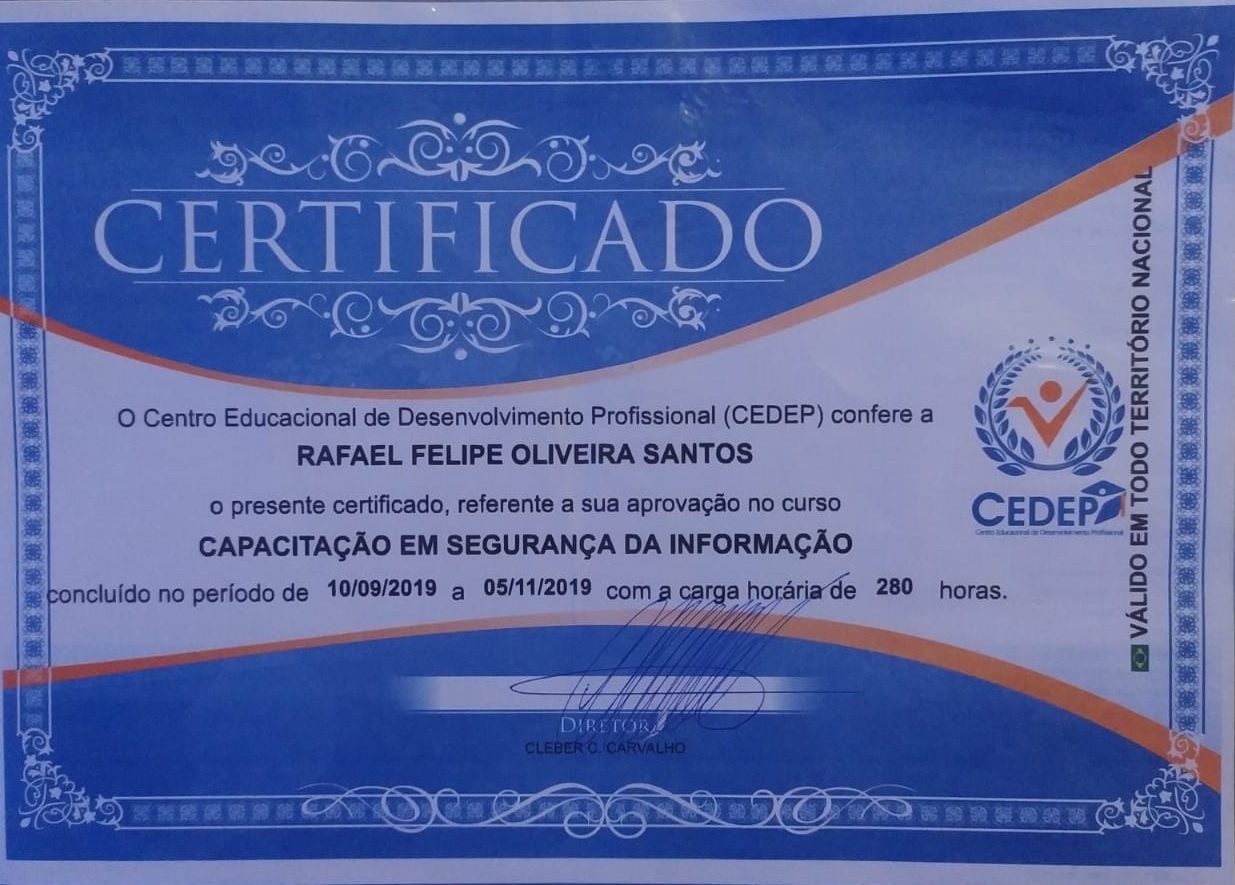 CERTIFICADO
O Centro Educacional de Desenvolvimento Profissional (CEDEP) confere a
RAFAEL FELIPE OLIVEIRA SANTOS
o presente certificado, referente a sua aprovação no curso
CAPACITAÇÃO EM SEGURANÇA DA INFORMAÇÃO
concluído no período de 10/09/2019 a 05/11/2019 com a carga horária de 280 horas.
DIRETOR
CLEBER C. CARVALHO
CEDEP
Centro Educacional de Desenvolvimento Profissional
VÁLIDO EM TODO TERRITÓRIO NACIONAL